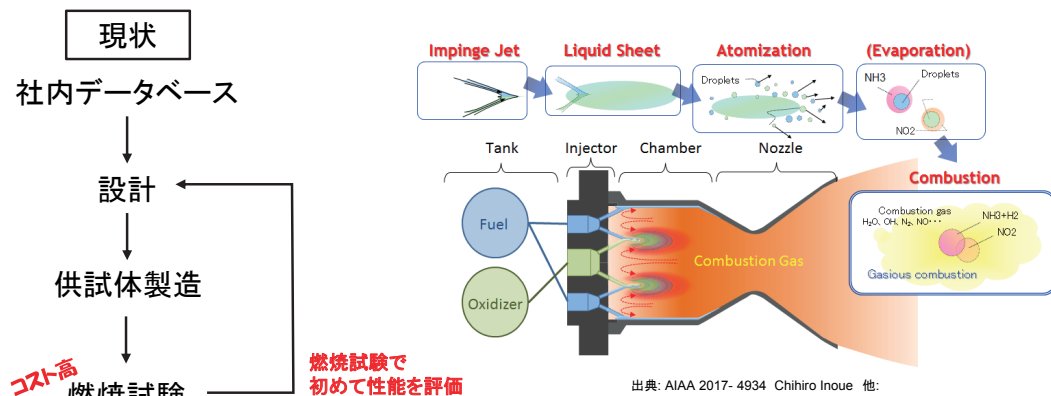 現状
社内データベース
設計
供試体製造
コスト高
燃焼試験
燃焼試験で
初めて性能を評価
Impinge Jet
Liquid Sheet
Atomization
(Evaporation)
Droplets
NH3
Droplets
NO2
Tank
Injector
Chamber
Nozzle
Combustion
Fuel
Oxidizer
Combustion Gas
Combustion gas
H₂O、OH、N₂、NO・・・
NH3+H2
NO2
Gasious combustion
出典: AIAA 2017- 4934 Chihiro Inoue 他: